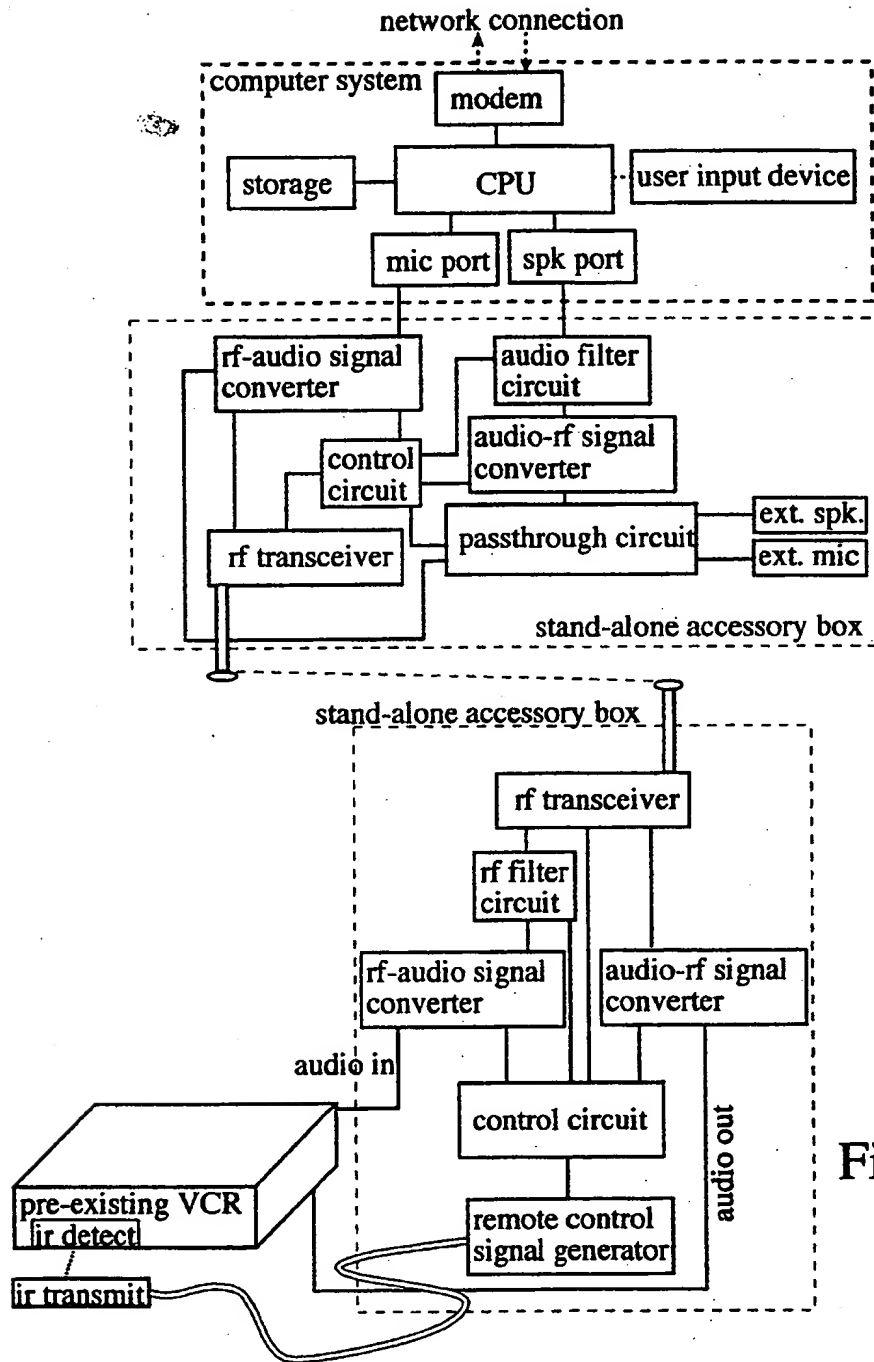 network connection
computer system
modem
storage
CPU
user input device
mic port
spk port
rf-audio signal
converter
audio filter
circuit
control
circuit
audio-rf signal
converter
rf transceiver
passthrough circuit
ext. spk.
ext. mic
stand-alone accessory box
stand-alone accessory box
rf transceiver
rf filter
circuit
rf-audio signal
converter
audio-rf signal
converter
audio in
control circuit
audio out
Fi
pre-existing VCR
ir detect
remote control
signal generator
ir transmit